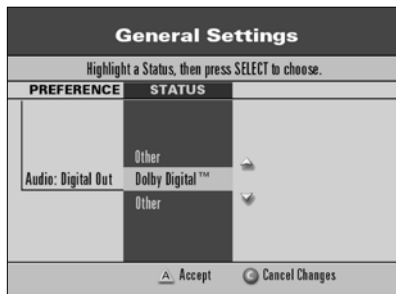 General Settings
Highlight a Status, then press SELECT to choose.
PREFERENCE STATUS
Other
Audio: Digital Out Dolby Digital™
Other
A Accept C Cancel Changes